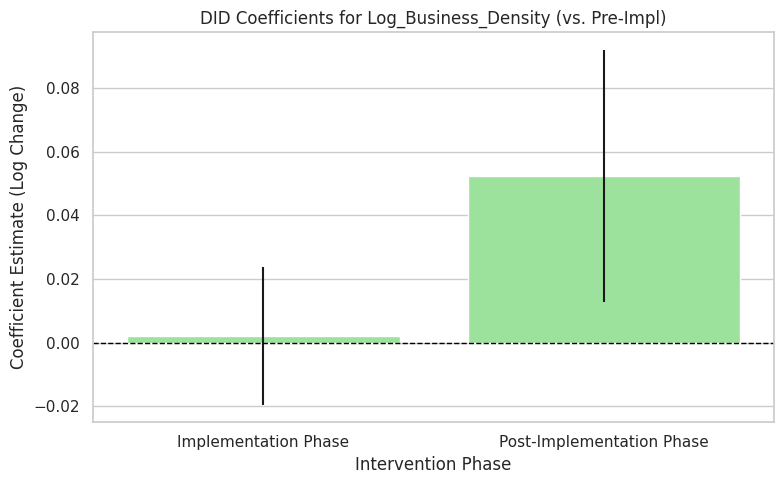 DID Coefficients for Log_Business_Density (vs. Pre-Impl)
Coefficient Estimate (Log Change)
0.08
0.06
0.04
0.02
0.00
−0.02
Implementation Phase
Post-Implementation Phase
Intervention Phase